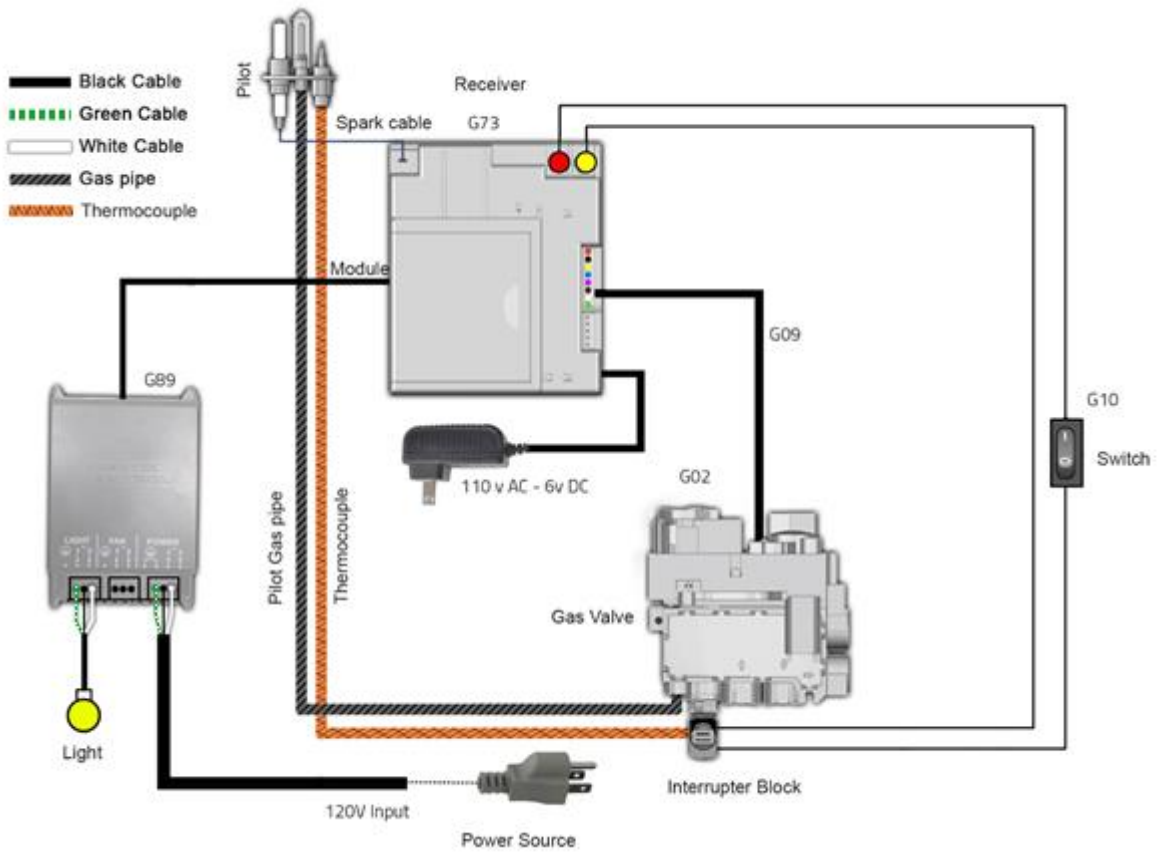 Black Cable
Green Cable
White Cable
Gas pipe
Thermocouple
Pilot
Spark cable
Receiver
G73
Module
G09
G89
G10
Switch
110 v AC - 6v DC
G02
Pilot Gas pipe
Thermocouple
Gas Valve
LIGHT FAN POWER
Light
120V Input
Power Source
Interrupter Block